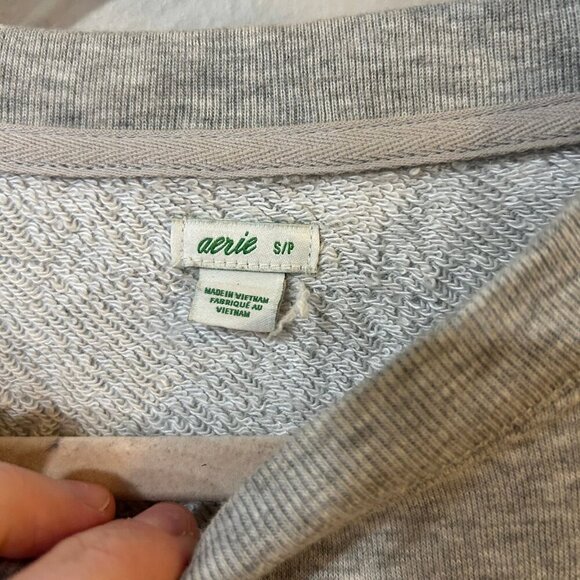 aerie S/P
MADE IN VIETNAM
FABRIQUÉ AU
VIETNAM